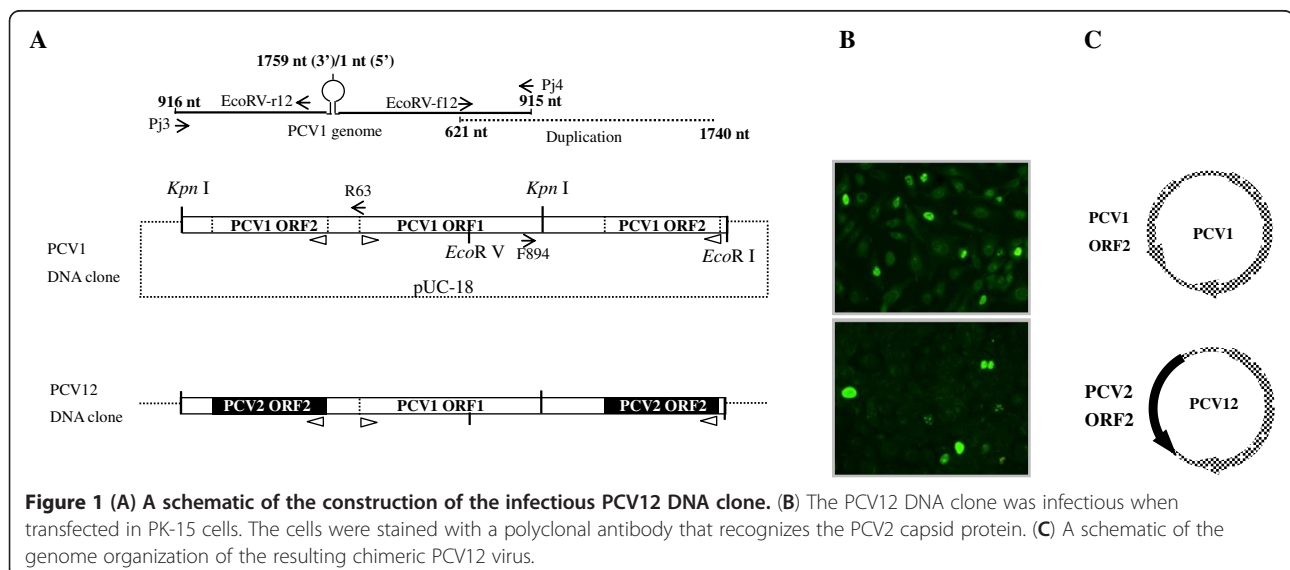 A
B
C
1759 nt (3’)/1 nt (5’)
916 nt
EcoRV-r12
EcoRV-f12
Pj4
915 nt
Pj3
PCV1 genome
621 nt
Duplication
1740 nt
Kpn I
R63
Kpn I
PCV1 ORF2
PCV1 ORF1
PCV1 ORF2
PCV1
DNA clone
EcoR V
F894
EcoR I
pUC-18
PCV1
ORF2
PCV1
PCV12
DNA clone
PCV2 ORF2
PCV1 ORF1
PCV2 ORF2
PCV2
ORF2
PCV12
Figure 1 (A) A schematic of the construction of the infectious PCV12 DNA clone. (B) The PCV12 DNA clone was infectious when
transfected in PK-15 cells. The cells were stained with a polyclonal antibody that recognizes the PCV2 capsid protein. (C) A schematic of the
genome organization of the resulting chimeric PCV12 virus.